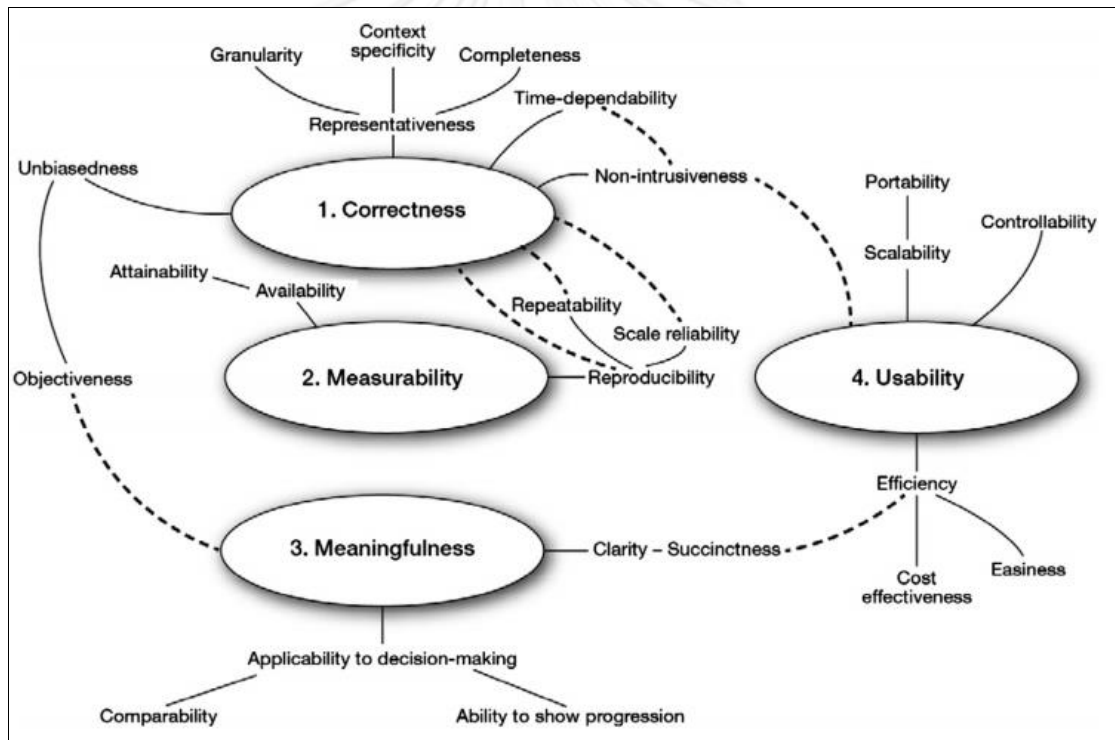 Context
specificity
Granularity
Completeness
Time-dependability
Representativeness
Unbiasedness
Non-intrusiveness
Portability
1. Correctness
Controllability
Scalability
Attainability
Availability
Repeatability
Scale reliability
2. Measurability
Reproducibility
4. Usability
Objectiveness
Efficiency
3. Meaningfulness
Clarity – Succinctness
Easiness
Cost
effectiveness
Applicability to decision-making
Comparability
Ability to show progression